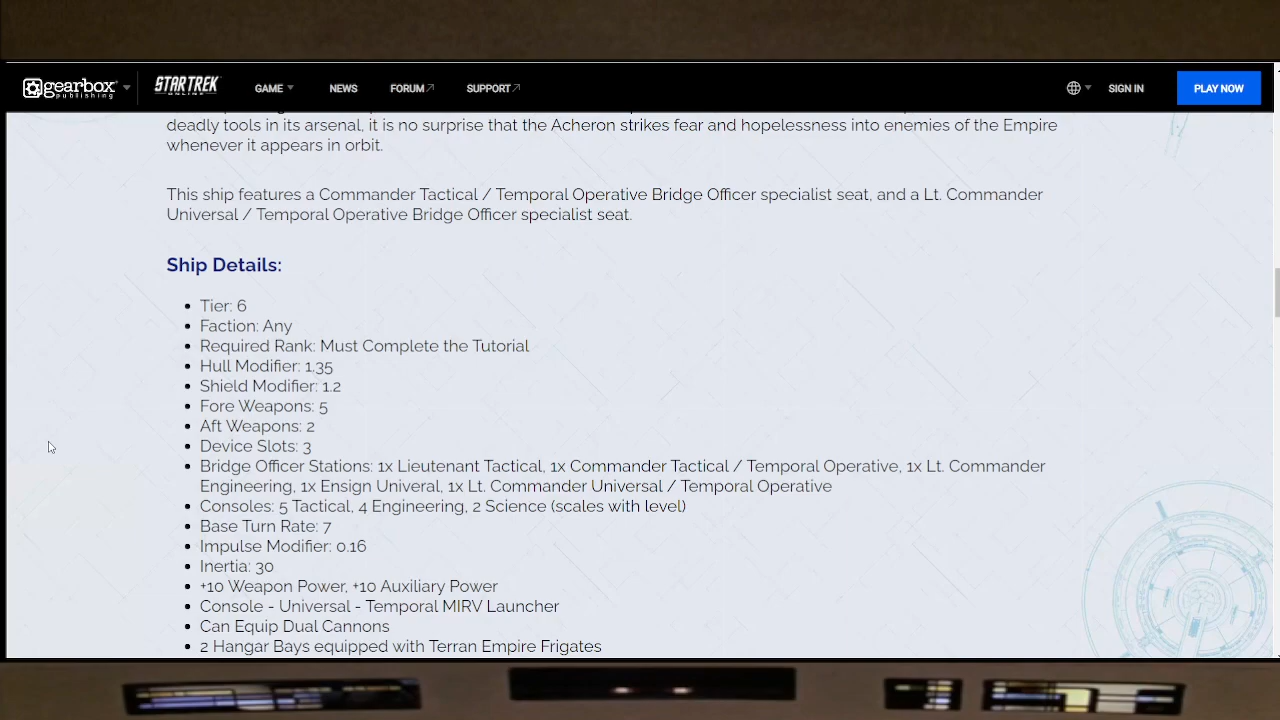 gearbox
publishing
STAR TREK
ONLINE
GAME
NEWS
FORUM
SUPPORT
SIGN IN
PLAY NOW
deadly tools in its arsenal, it is no surprise that the Acheron strikes fear and hopelessness into enemies of the Empire
whenever it appears in orbit.
This ship features a Commander Tactical / Temporal Operative Bridge Officer specialist seat, and a Lt. Commander
Universal / Temporal Operative Bridge Officer specialist seat.
Ship Details:
Tier: 6
Faction: Any
Required Rank: Must Complete the Tutorial
Hull Modifier: 1.35
Shield Modifier: 1.2
Fore Weapons: 5
Aft Weapons: 2
Device Slots: 3
Bridge Officer Stations: 1x Lieutenant Tactical, 1x Commander Tactical / Temporal Operative, 1x Lt. Commander
Engineering, 1x Ensign Univeral, 1x Lt. Commander Universal / Temporal Operative
Consoles: 5 Tactical, 4 Engineering, 2 Science (scales with level)
Base Turn Rate: 7
Impulse Modifier: 0.16
Inertia: 30
+10 Weapon Power, +10 Auxiliary Power
Console - Universal - Temporal MIRV Launcher
Can Equip Dual Cannons
2 Hangar Bays equipped with Terran Empire Frigates